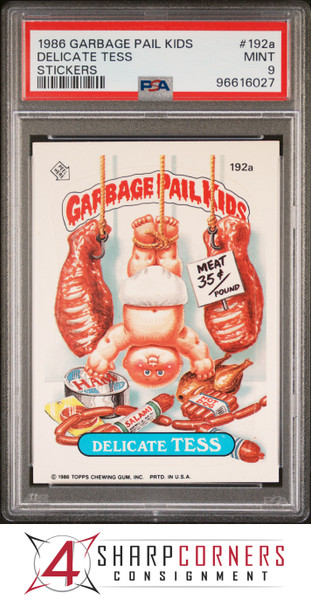 1986 GARBAGE PAIL KIDS #192a
DELICATE TESS MINT
STICKERS 9
PSA 96616027
192a
GARBAGE PAIL KIDS
MEAT
35¢/
POUND
HAM
SALAMI
DELICATE TESS
© 1986 TOPPS CHEWING GUM, INC. PRTD. IN U.S.A.
4 SHARPCORNERS
CONSIGNMENT